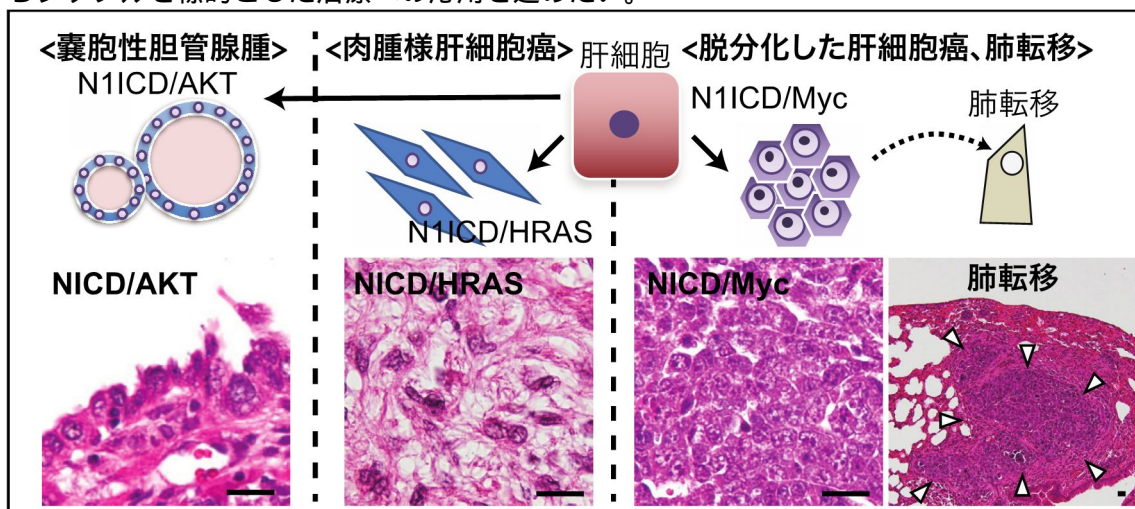 <嚢胞性胆管腺腫>
N1ICD/AKT
<肉腫様肝細胞癌>
肝細胞
<脱分化した肝細胞癌、肺転移>
N1ICD/Myc
肺転移
N1ICD/HRAS
NICD/AKT
NICD/HRAS
NICD/Myc
肺転移